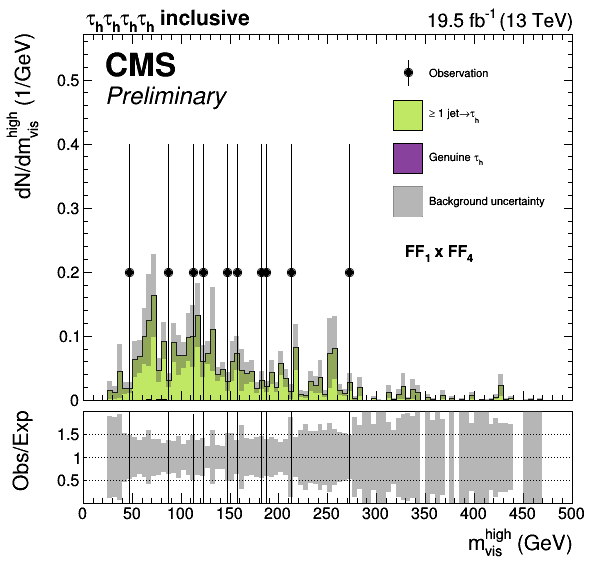 τhτhτhτh inclusive
19.5 fb⁻¹ (13 TeV)
CMS
Preliminary
Observation
≥ 1 jet→τh
Genuine τh
Background uncertainty
FF₁ x FF₄
dN/dm_vis^high (1/GeV)
0.5
0.4
0.3
0.2
0.1
0
Obs/Exp
1.5
1
0.5
0 50 100 150 200 250 300 350 400 450 500
m_vis^high (GeV)